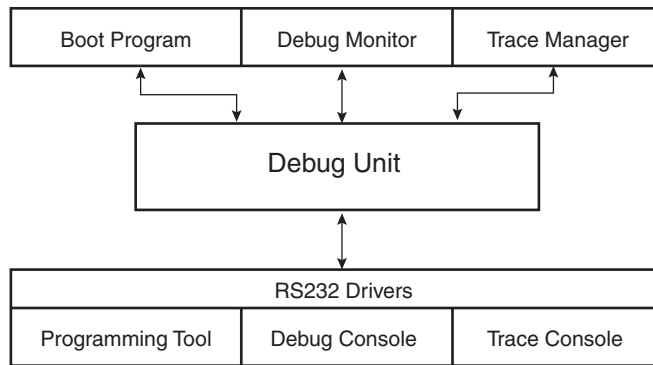 Boot Program
Debug Monitor
Trace Manager
Debug Unit
RS232 Drivers
Programming Tool
Debug Console
Trace Console